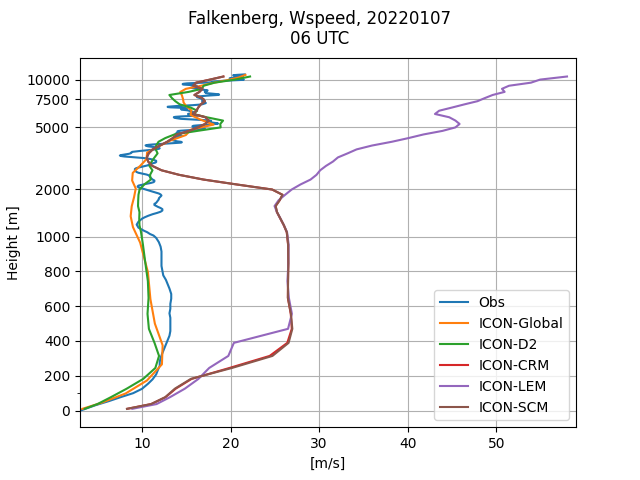 Falkenberg, Wspeed, 20220107
06 UTC
10000
7500
5000
2000
1000
800
600
400
200
0
Height [m]
10
20
30
40
50
[m/s]
Obs
ICON-Global
ICON-D2
ICON-CRM
ICON-LEM
ICON-SCM